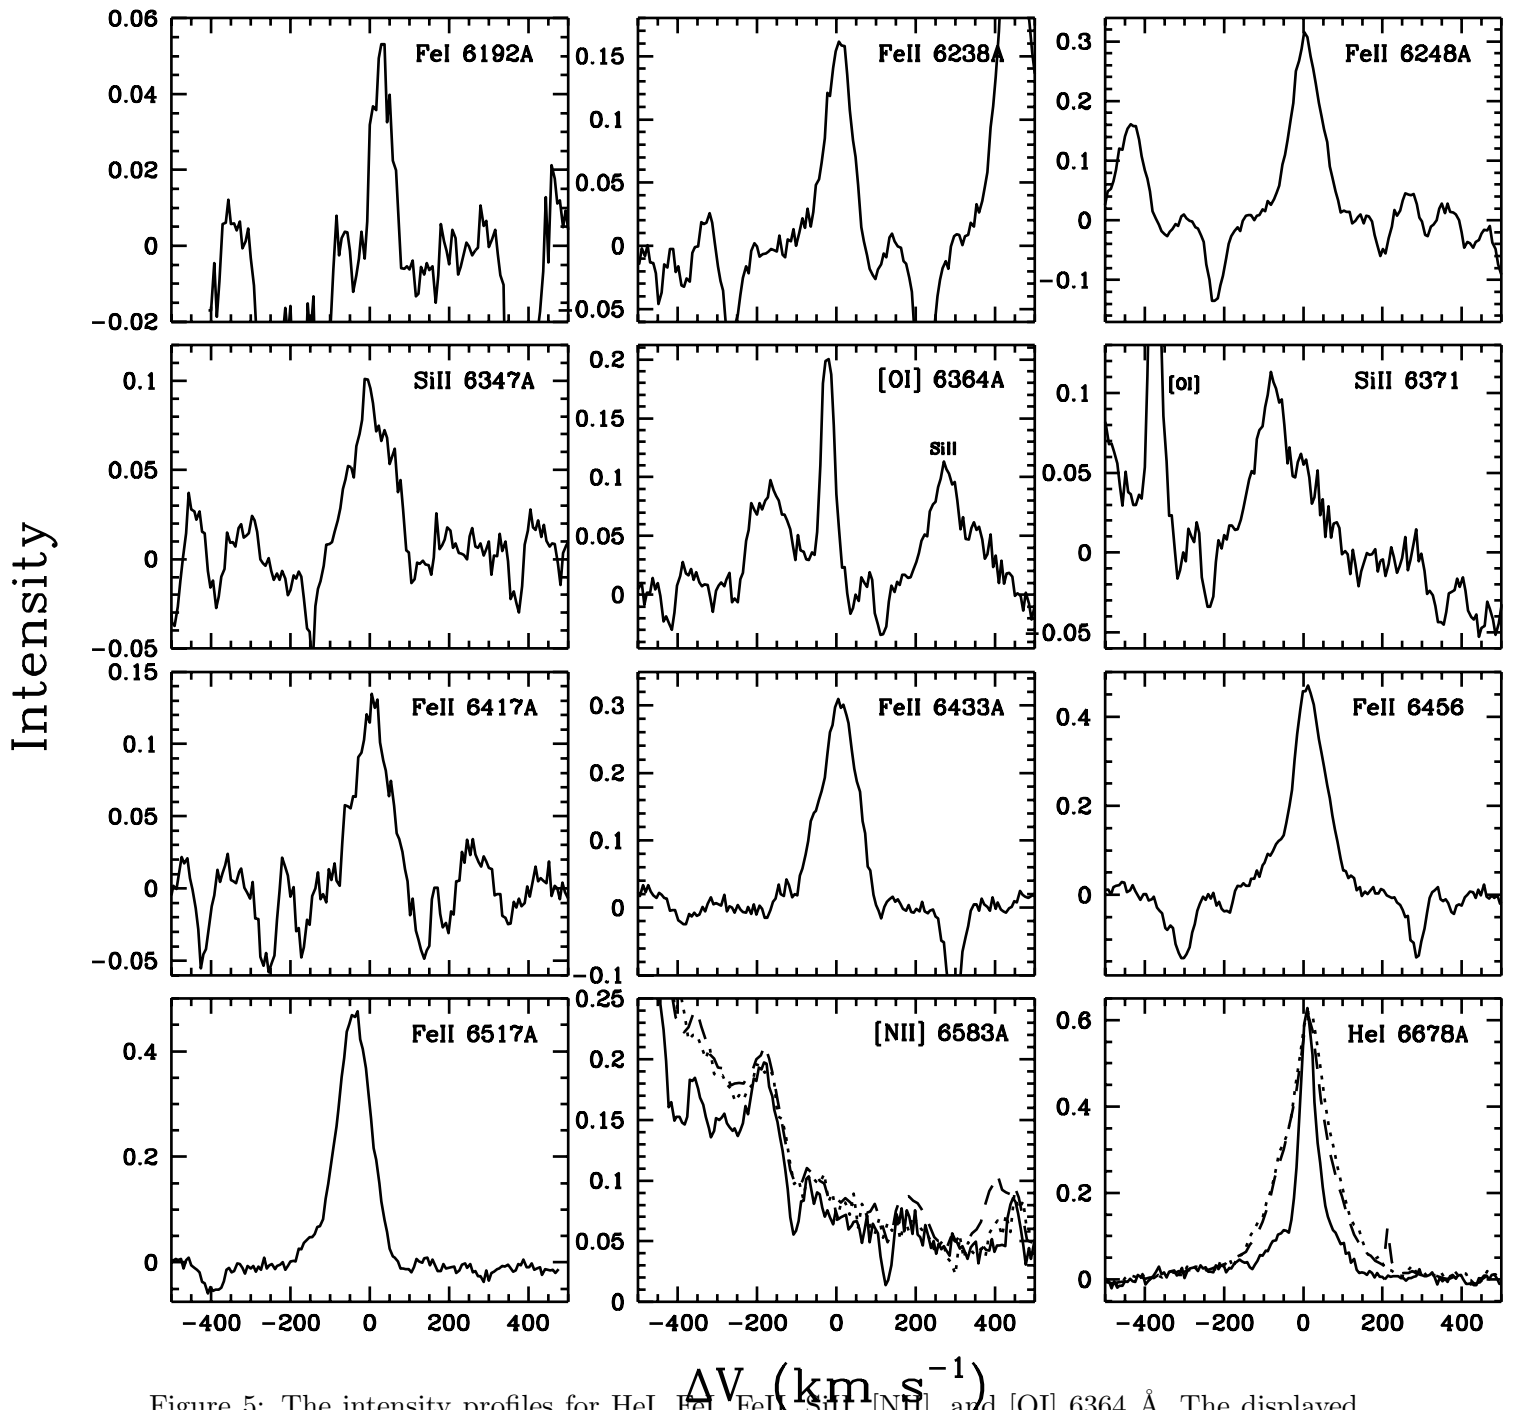 0.06
0.04
0.02
0
−0.02
FeI 6192A
0.15
0.1
0.05
0
−0.05
FeII 6238A
0.3
0.2
0.1
0
−0.1
FeII 6248A
0.1
0.05
0
−0.05
SiII 6347A
0.2
0.15
0.1
0.05
0
[OI] 6364A
SiII
0.1
0.05
0
−0.05
[OI]
SiII 6371
Intensity
0.15
0.1
0.05
0
−0.05
FeII 6417A
0.3
0.2
0.1
0
−0.1
FeII 6433A
0.4
0.2
0
FeII 6456
0.4
0.2
0
FeII 6517A
0.25
0.2
0.15
0.1
0.05
0
[NII] 6583A
0.6
0.4
0.2
0
HeI 6678A
−400 −200 0 200 400
−400 −200 0 200 400
−400 −200 0 200 400
ΔV (km s−1)
Figure 5: The intensity profiles for HeI, FeI, FeII, SiII, [NII], and [OI] 6364 Å. The displayed